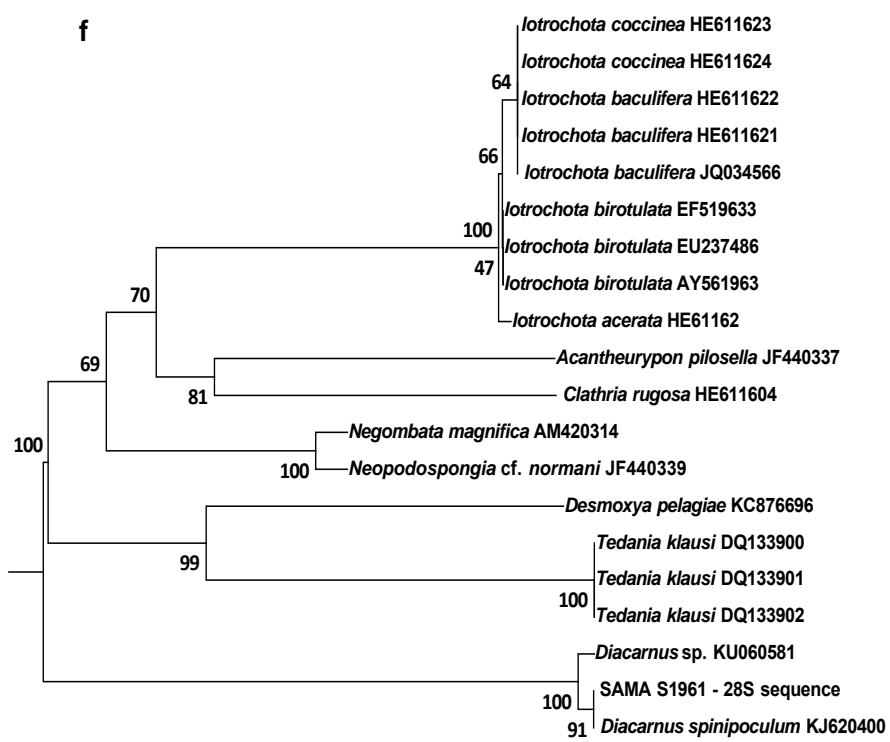 f
Iotrochota coccinea HE611623
Iotrochota coccinea HE611624
64
Iotrochota baculifera HE611622
Iotrochota baculifera HE611621
66
Iotrochota baculifera JQ034566
Iotrochota birotulata EF519633
100
Iotrochota birotulata EU237486
47
Iotrochota birotulata AY561963
70
Iotrochota acerata HE61162
69
Acantheurypon pilosella JF440337
81
Clathria rugosa HE611604
100
Negombata magnifica AM420314
100
Neopodospongia cf. normani JF440339
Desmoxya pelagiae KC876696
99
Tedania klausi DQ133900
Tedania klausi DQ133901
100
Tedania klausi DQ133902
Diacarnus sp. KU060581
100
SAMA S1961 - 28S sequence
91
Diacarnus spinipoculum KJ620400